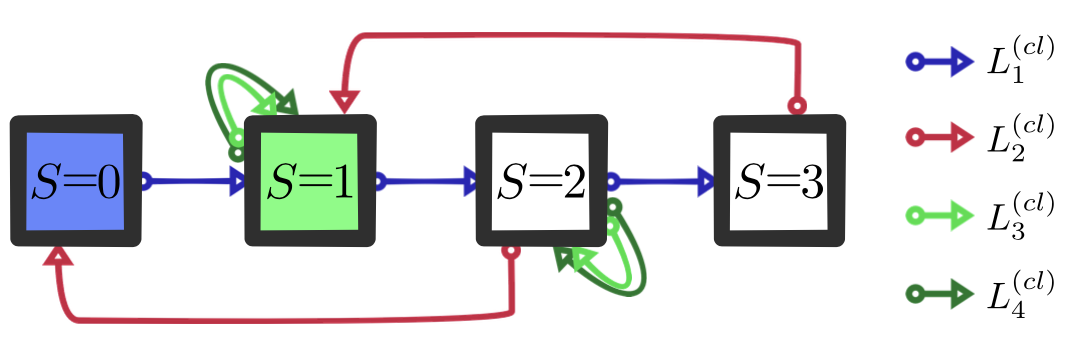 S=0
S=1
S=2
S=3
L_1^{(cl)}
L_2^{(cl)}
L_3^{(cl)}
L_4^{(cl)}